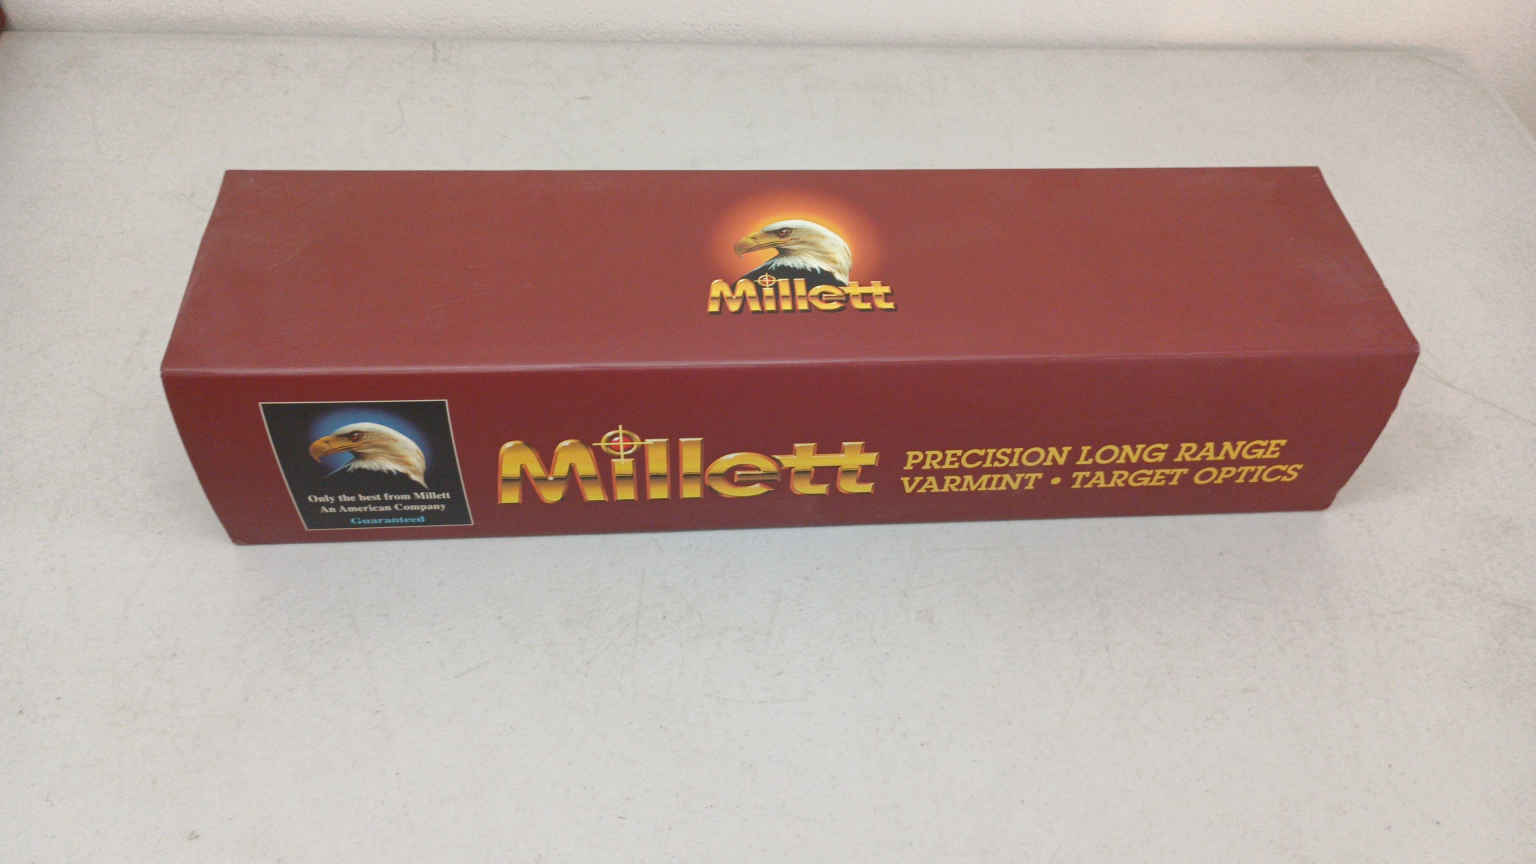 Millett
Only the best from Millett
An American Company
Guaranteed
Millett
PRECISION LONG RANGE
VARMINT • TARGET OPTICS